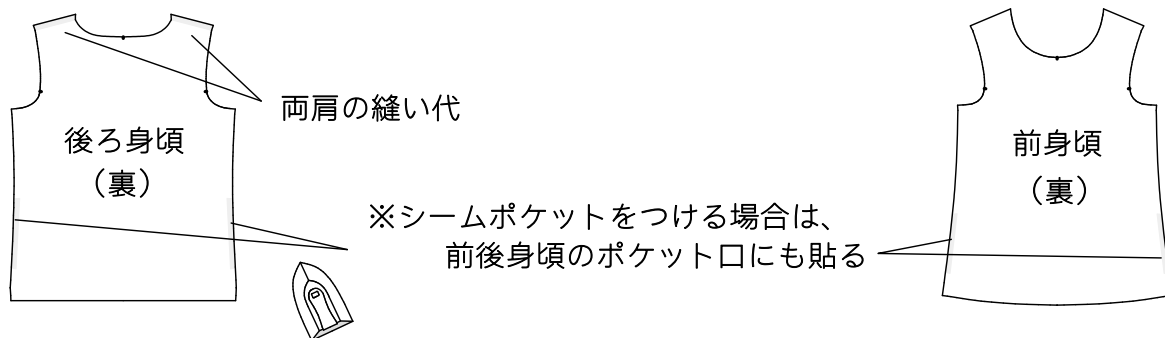 両肩の縫い代
後ろ身頃
（裏）
前身頃
（裏）
※シームポケットをつける場合は、
前後身頃のポケット口にも貼る